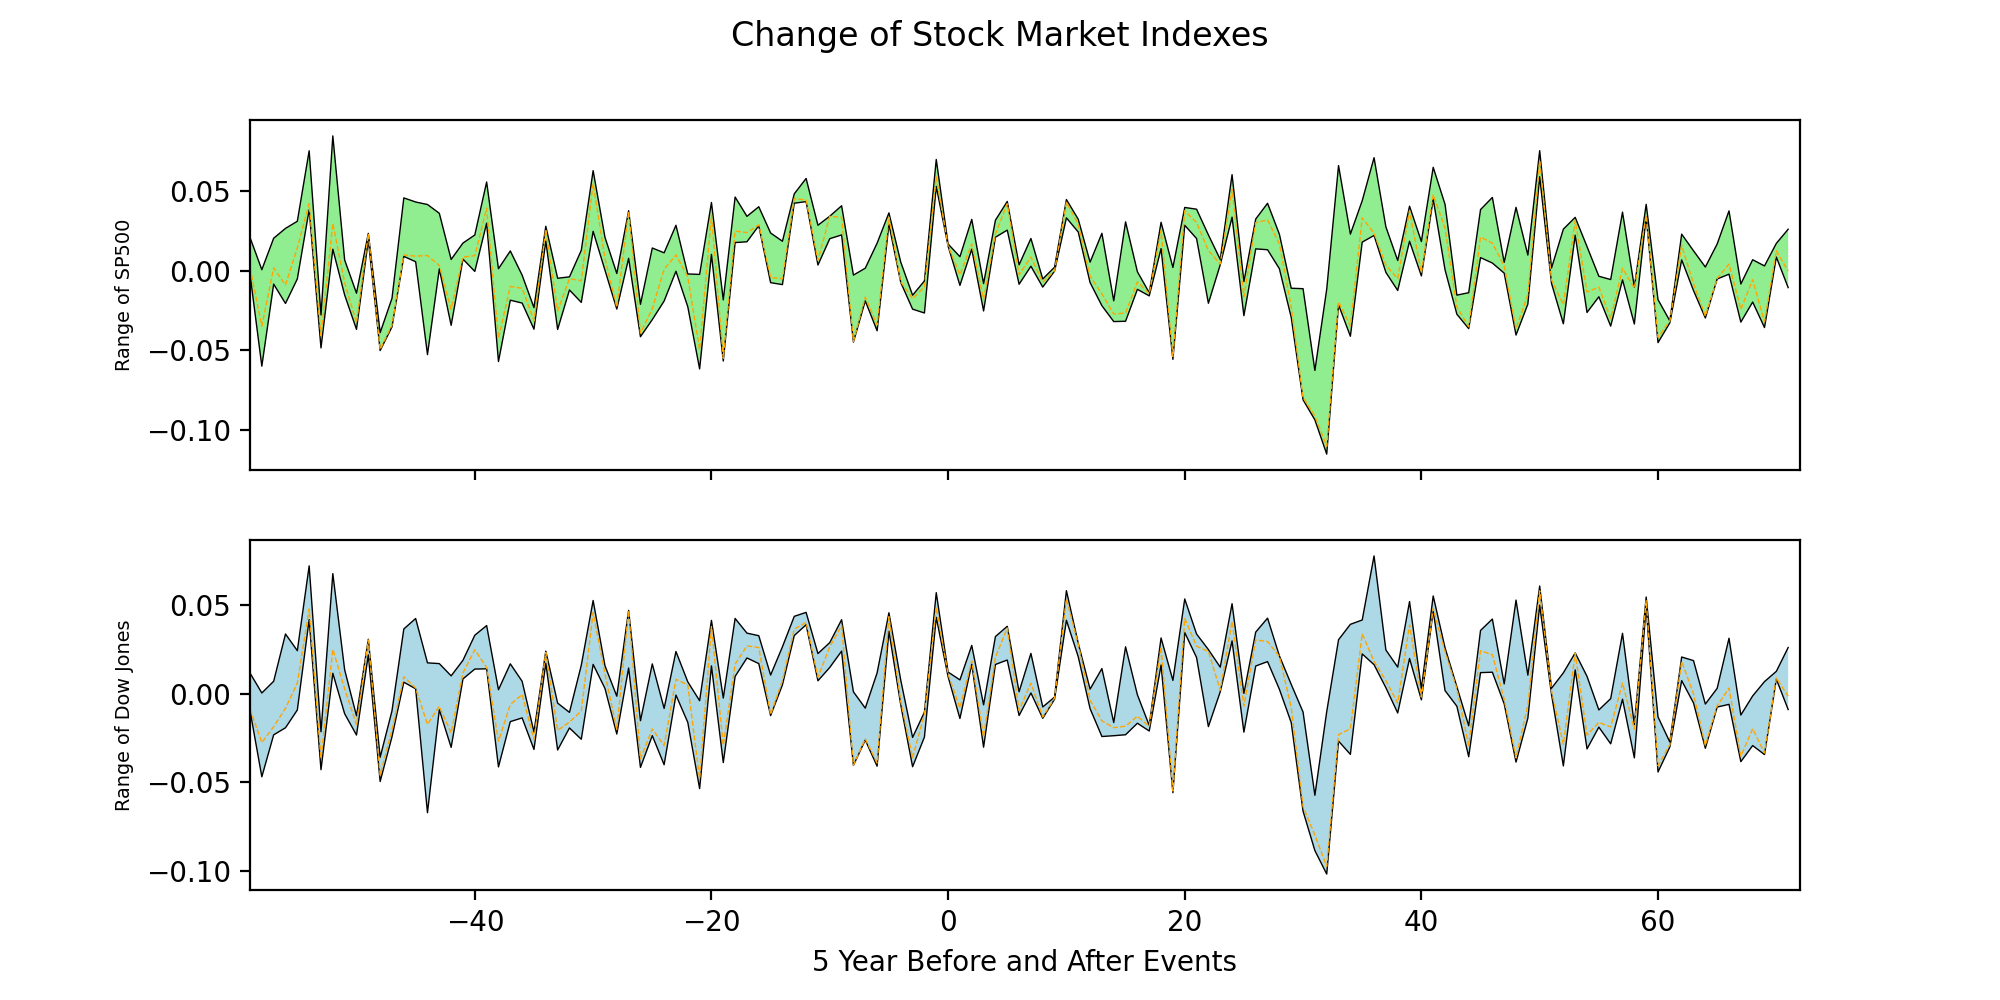 Change of Stock Market Indexes
Range of SP500
0.05
0.00
−0.05
−0.10
Range of Dow Jones
0.05
0.00
−0.05
−0.10
−40 −20 0 20 40 60
5 Year Before and After Events